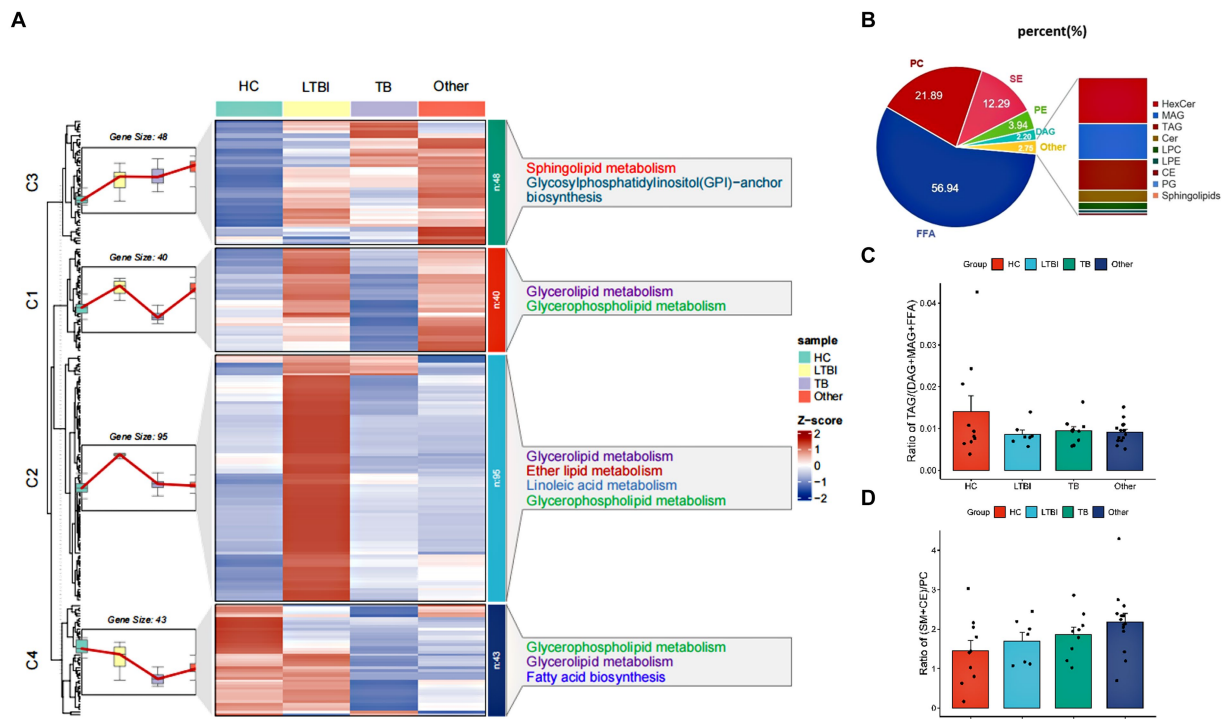 A
HC
LTBI
TB
Other
C3
Gene Size: 48
n:48
Sphingolipid metabolism
Glycosylphosphatidylinositol(GPI)−anchor
biosynthesis
C1
Gene Size: 40
n:40
Glycerolipid metabolism
Glycerophospholipid metabolism
C2
Gene Size: 95
n:95
Glycerolipid metabolism
Ether lipid metabolism
Linoleic acid metabolism
Glycerophospholipid metabolism
C4
Gene Size: 43
n:43
Glycerophospholipid metabolism
Glycerolipid metabolism
Fatty acid biosynthesis
sample
HC
LTBI
TB
Other
Z−score
2
1
0
−1
−2
B
percent(%)
PC
21.89
SE
12.29
PE
3.94
DAG
2.20
Other
2.75
56.94
FFA
HexCer
MAG
TAG
Cer
LPC
LPE
CE
PG
Sphingolipids
C
Group HC LTBI TB Other
Ratio of TAG/(DAG+MAG+FFA)
0.04
0.03
0.02
0.01
0.00
HC LTBI TB Other
D
Group HC LTBI TB Other
Ratio of (SM+CE)/PC
4
3
2
1
0